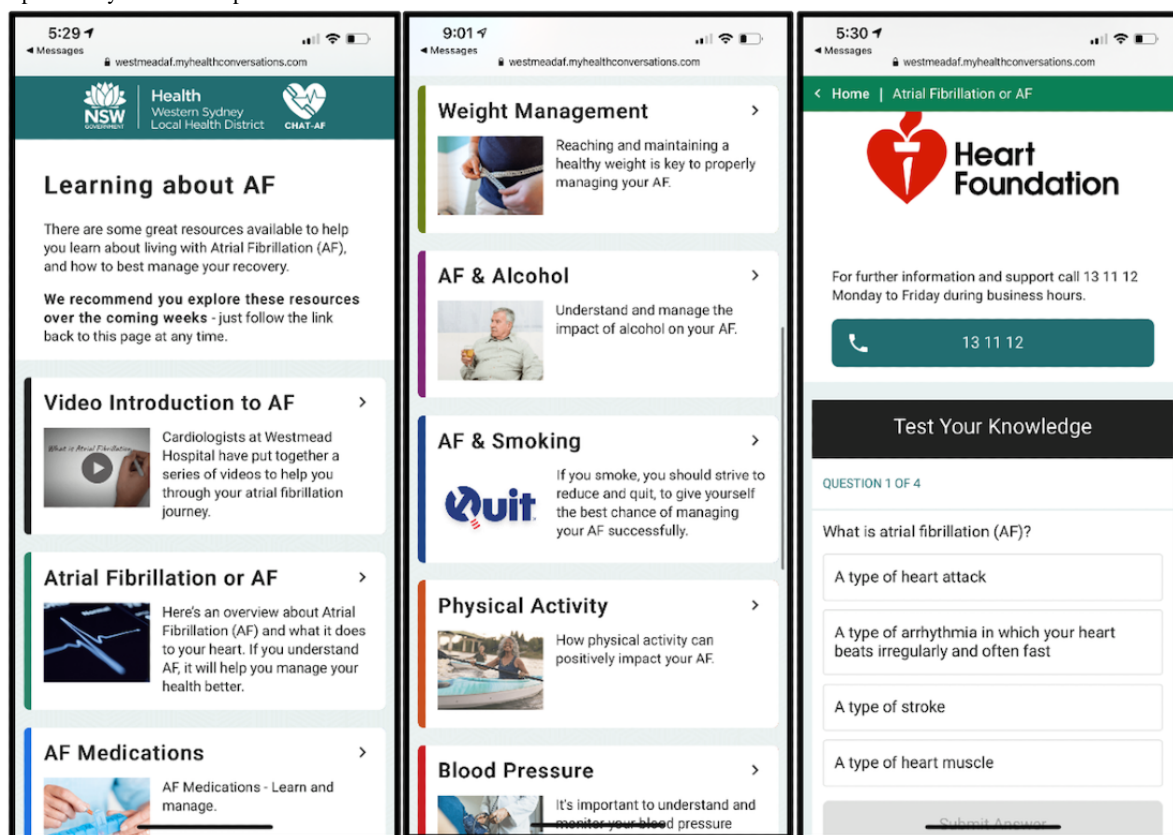 5:29
Messages
westmeadaf.myhealthconversations.com
NSW
GOVERNMENT
Health
Western Sydney
Local Health District
CHAT-AF
Learning about AF
There are some great resources available to help
you learn about living with Atrial Fibrillation (AF),
and how to best manage your recovery.
We recommend you explore these resources
over the coming weeks - just follow the link
back to this page at any time.
Video Introduction to AF
What is Atrial Fibrillation
Cardiologists at Westmead
Hospital have put together a
series of videos to help you
through your atrial fibrillation
journey.
Atrial Fibrillation or AF
Here's an overview about Atrial
Fibrillation (AF) and what it does
to your heart. If you understand
AF, it will help you manage your
health better.
AF Medications
AF Medications - Learn and
manage.
9:01
Messages
westmeadaf.myhealthconversations.com
Weight Management
Reaching and maintaining a
healthy weight is key to properly
managing your AF.
AF & Alcohol
Understand and manage the
impact of alcohol on your AF.
AF & Smoking
Quit
If you smoke, you should strive to
reduce and quit, to give yourself
the best chance of managing
your AF successfully.
Physical Activity
How physical activity can
positively impact your AF.
Blood Pressure
It's important to understand and
monitor your blood pressure
5:30
Messages
westmeadaf.myhealthconversations.com
< Home | Atrial Fibrillation or AF
Heart
Foundation
For further information and support call 13 11 12
Monday to Friday during business hours.
13 11 12
Test Your Knowledge
QUESTION 1 OF 4
What is atrial fibrillation (AF)?
A type of heart attack
A type of arrhythmia in which your heart
beats irregularly and often fast
A type of stroke
A type of heart muscle
Submit Answer